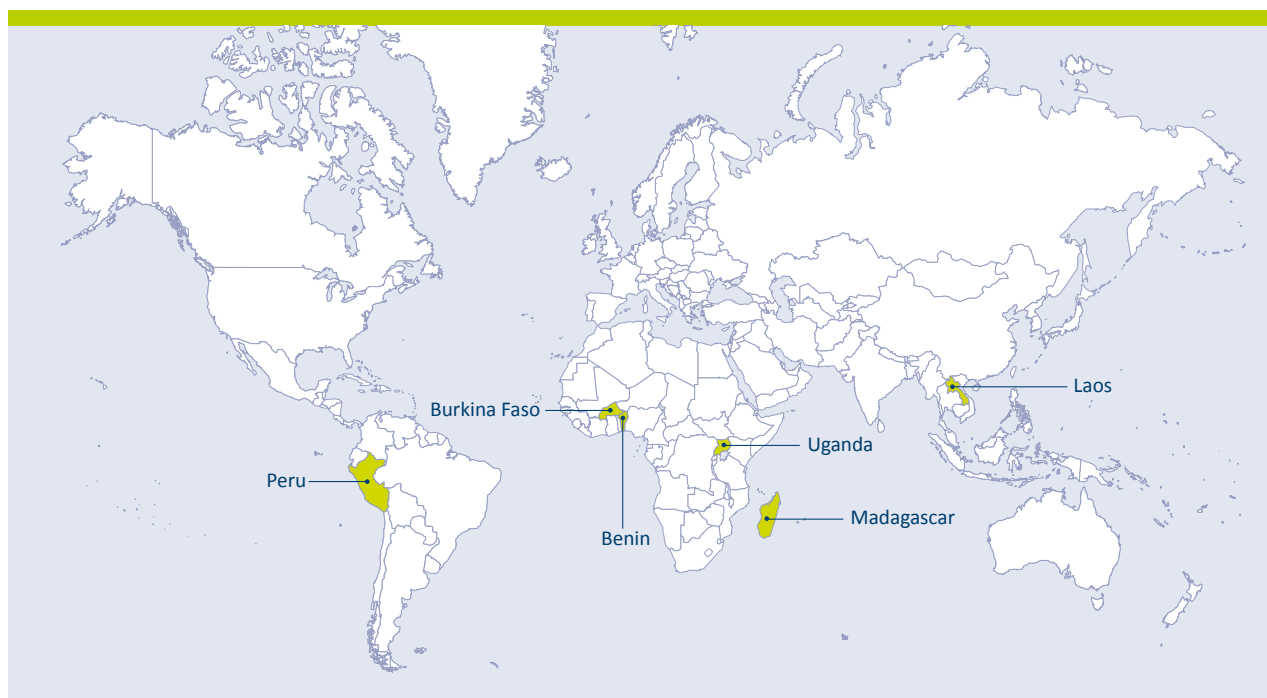 Laos
Burkina Faso
Uganda
Peru
Madagascar
Benin